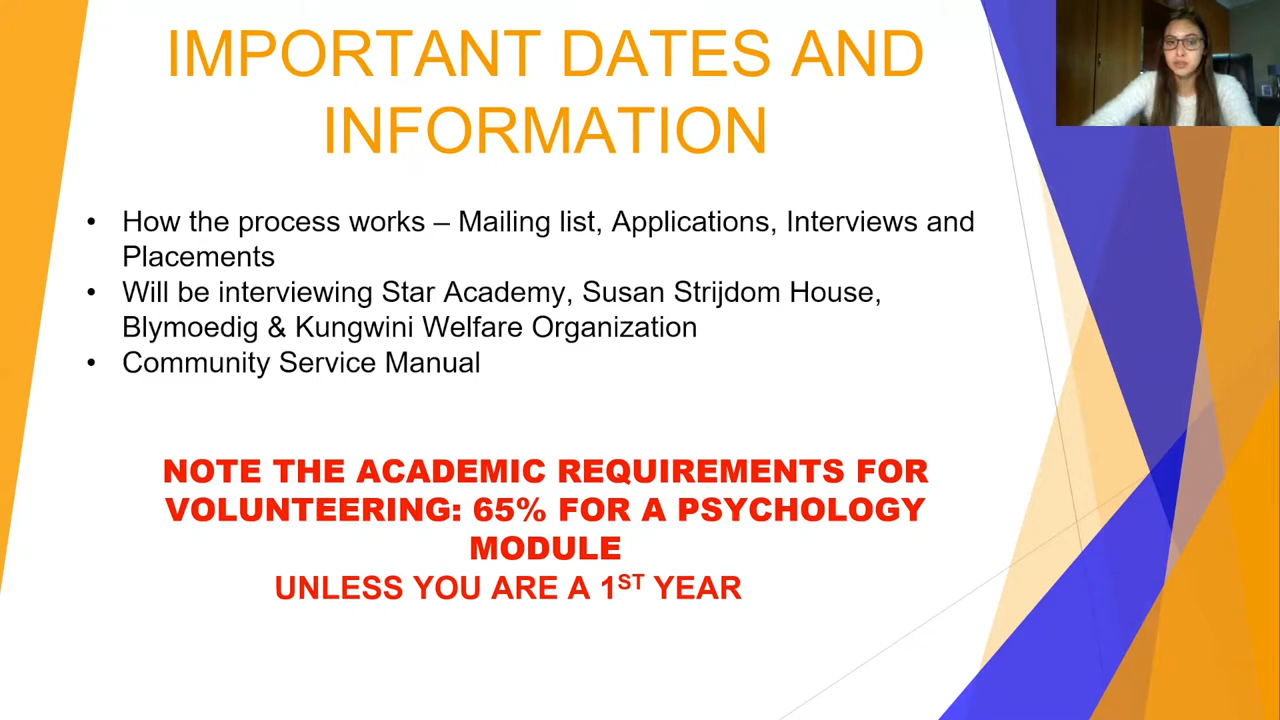 IMPORTANT DATES AND
INFORMATION
• How the process works – Mailing list, Applications, Interviews and
Placements
• Will be interviewing Star Academy, Susan Strijdom House,
Blymoedig & Kungwini Welfare Organization
• Community Service Manual
NOTE THE ACADEMIC REQUIREMENTS FOR
VOLUNTEERING: 65% FOR A PSYCHOLOGY
MODULE
UNLESS YOU ARE A 1ST YEAR